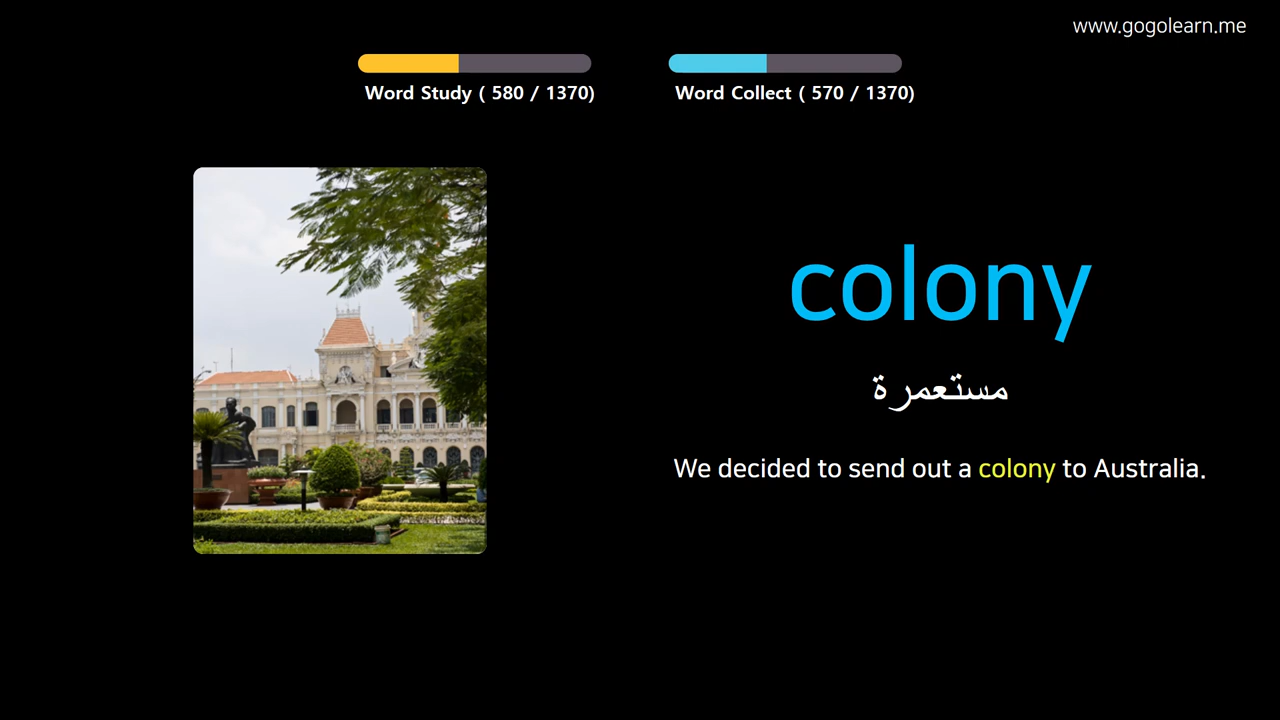 www.gogolearn.me
Word Study ( 580 / 1370)
Word Collect ( 570 / 1370)
colony
مستعمرة
We decided to send out a colony to Australia.